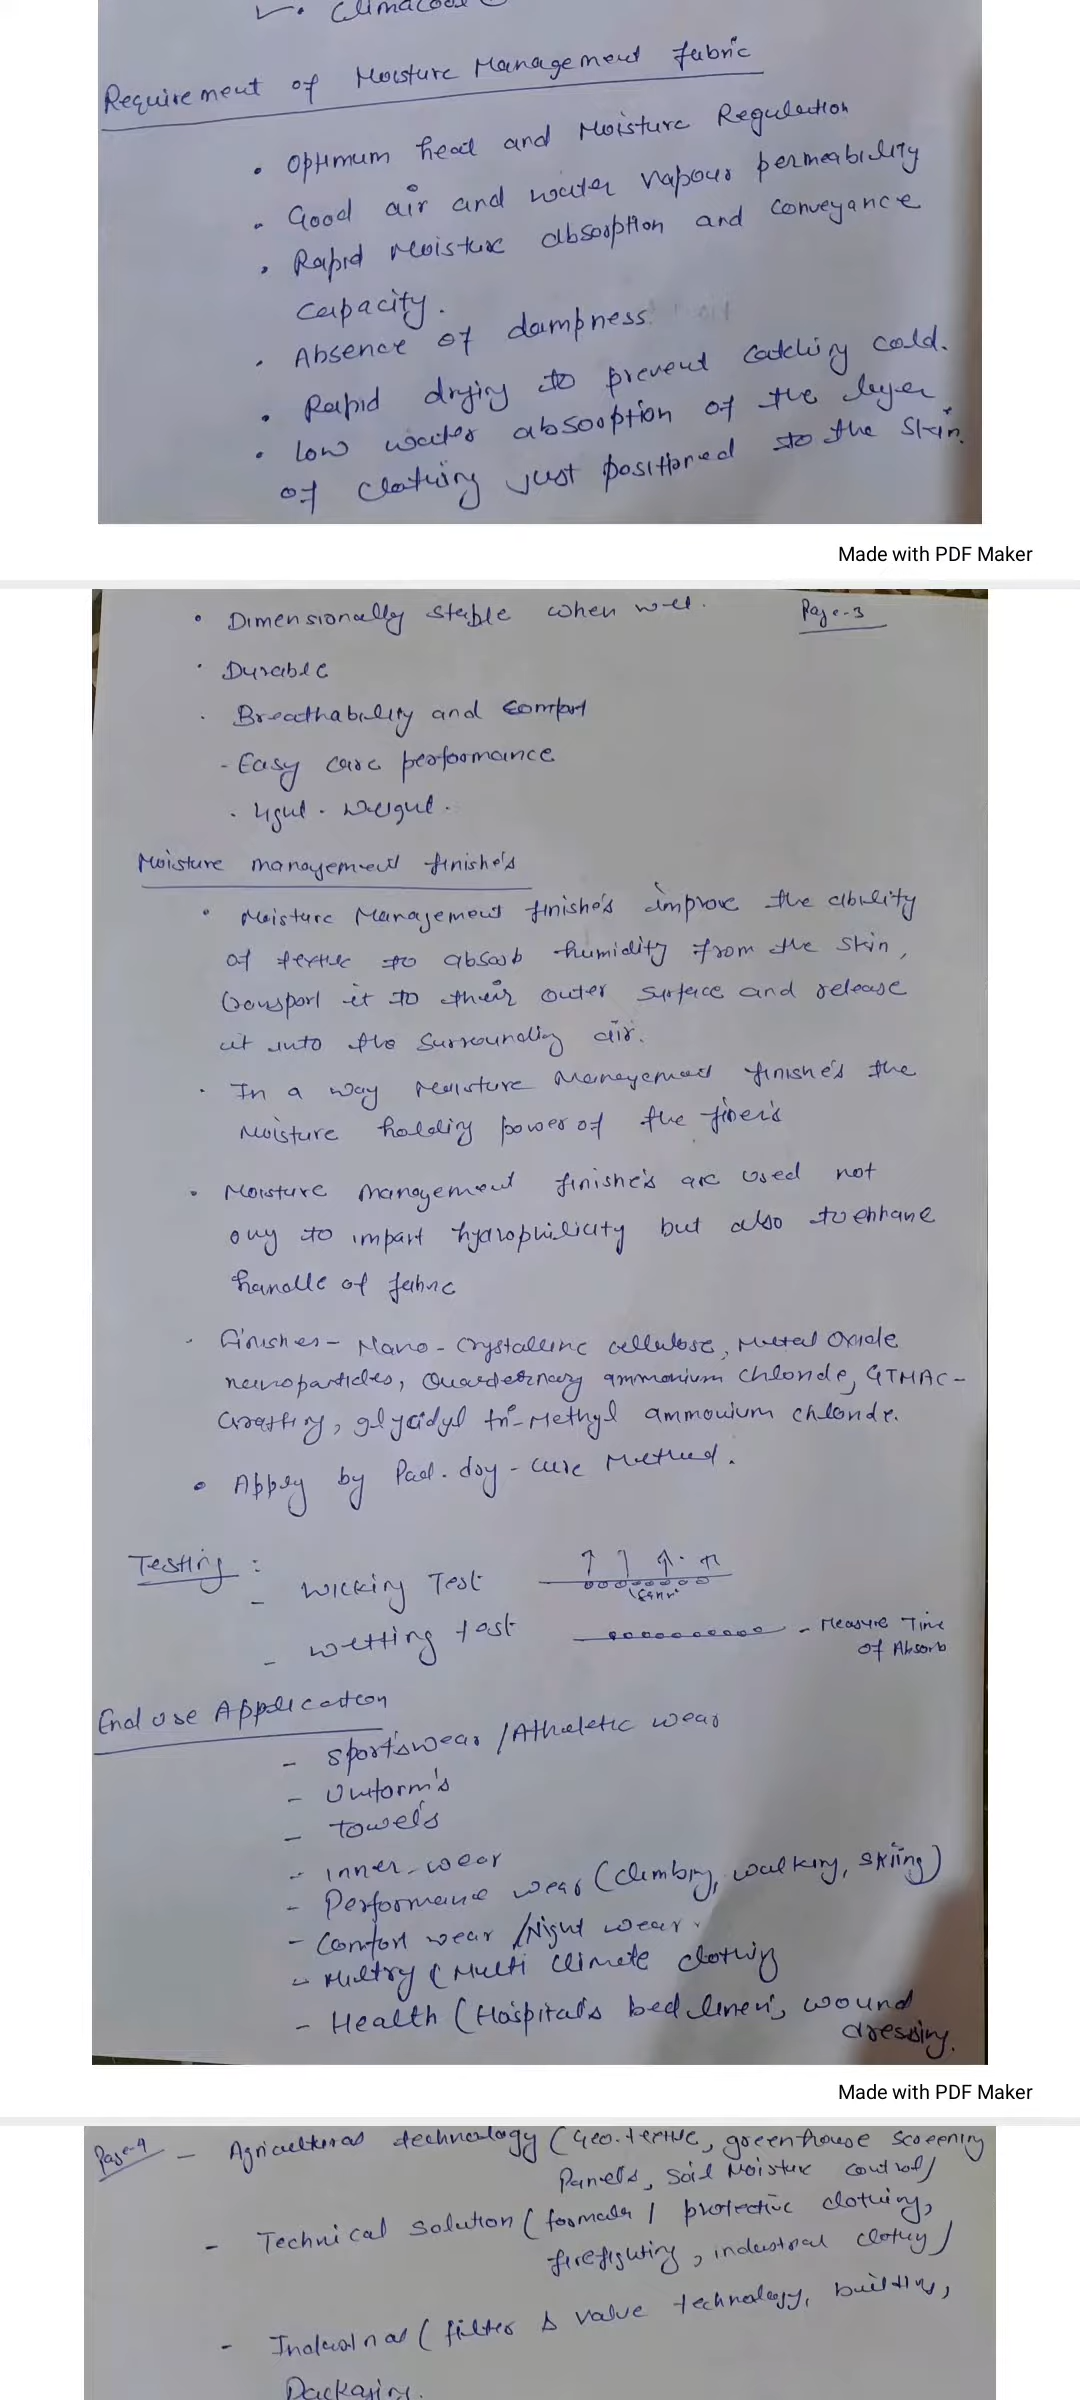 Climacool
Requirement of Moisture Management fabric
• Optimum heat and Moisture Regulation
• Good air and water vapour permeability
• Rapid Moisture absorption and conveyance
capacity.
• Absence of dampness.
• Rapid drying to prevent catching cold.
• Low water absorption of the layer
of clothing just positioned to the skin.
Made with PDF Maker
Page-3
• Dimensionally stable when wet.
• Durable
• Breathability and comfort
- Easy care performance
• light-weight.
Moisture management finishe's
• Moisture Management finishe's improve the ability
of textile to absorb humidity from the skin,
transport it to their outer surface and release
it into the surrounding air.
• In a way Moisture Management finishe's the
Moisture holding power of the fiber's
• Moisture management finishe's are used not
only to impart hydrophilicity but also to enhane
handle of fabric
• Finishes - Nano-crystalline cellulose, Metal Oxide
nanoparticles, Quarternary ammonium chloride, GTMAC-
Grafting, glycidyl tri-Methyl ammonium chloride.
• Apply by Pad-dry-cure Method.
Testing :
- Wicking Test
- Wetting test - Measure Time
of Absorb
End use Application
- Sportswear / Athletic wear
- Uniform's
- Towel's
- inner-wear
- Performance wear (Climbing, walking, skiing)
- Comfort wear / Night wear
- Miltry ( Multi climate clothing
- Health (Hospital's bed linen's, wound
dressing.
Made with PDF Maker
Page-4
- Agricultural technology (Geo-textile, greenhouse screening
Panels, Soil Moisture control)
- Technical solution ( / protective clothing,
firefighting, industrial clothing)
- Industrial (filter & value technology, building,
Packaging.